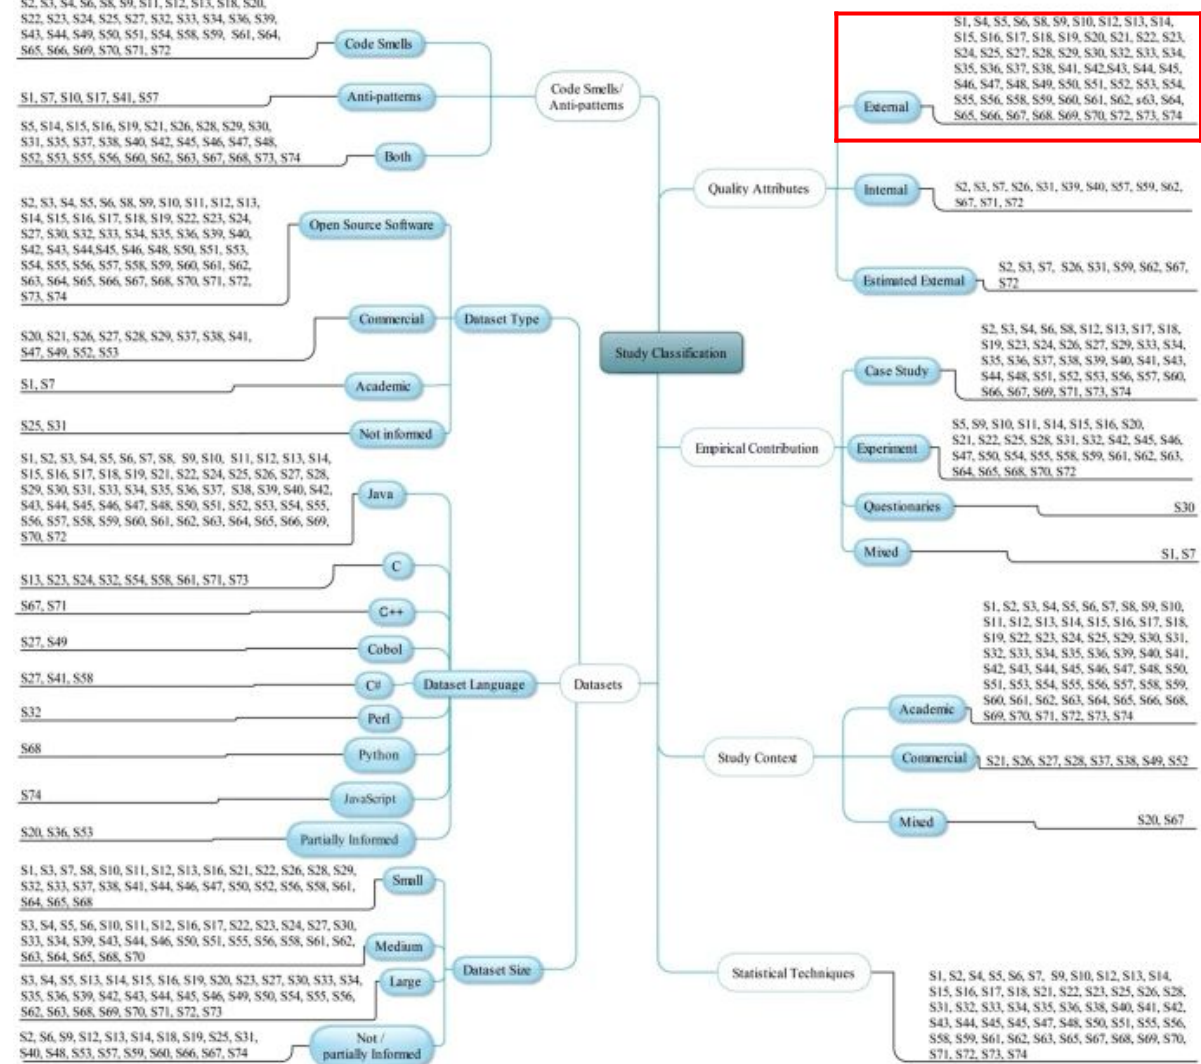 S2, S3, S4, S6, S8, S9, S11, S12, S13, S18, S20,
S22, S23, S24, S25, S27, S32, S33, S34, S36, S39,
S43, S44, S49, S50, S51, S54, S58, S59, S61, S64,
S65, S66, S69, S70, S71, S72
Code Smells
S1, S7, S10, S17, S41, S57
Anti-patterns
S5, S14, S15, S16, S19, S21, S26, S28, S29, S30,
S31, S35, S37, S38, S40, S42, S45, S46, S47, S48,
S52, S53, S55, S56, S60, S62, S63, S67, S68, S73, S74
Both
Code Smells/
Anti-patterns
S2, S3, S4, S5, S6, S8, S9, S10, S11, S12, S13,
S14, S15, S16, S17, S18, S19, S22, S23, S24,
S27, S30, S32, S33, S34, S35, S36, S39, S40,
S42, S43, S44,S45, S46, S48, S50, S51, S53,
S54, S55, S56, S57, S58, S59, S60, S61, S62,
S63, S64, S65, S66, S67, S68, S70, S71, S72,
S73, S74
Open Source Software
S20, S21, S26, S27, S28, S29, S37, S38, S41,
S47, S49, S52, S53
Commercial
S1, S7
Academic
S25, S31
Not informed
Dataset Type
S1, S2, S3, S4, S5, S6, S7, S8, S9, S10, S11, S12, S13, S14,
S15, S16, S17, S18, S19, S21, S22, S24, S25, S26, S27, S28,
S29, S30, S31, S33, S34, S35, S36, S37, S38, S39, S40, S42,
S43, S44, S45, S46, S47, S48, S50, S51, S52, S53, S54, S55,
S56, S57, S58, S59, S60, S61, S62, S63, S64, S65, S66, S69,
S70, S72
Java
S13, S23, S24, S32, S54, S58, S61, S71, S73
C
S67, S71
C++
S27, S49
Cobol
S27, S41, S58
C#
S32
Perl
S68
Python
S74
JavaScript
S20, S36, S53
Partially Informed
Dataset Language
S1, S3, S7, S8, S10, S11, S12, S13, S16, S21, S22, S26, S28, S29,
S32, S33, S37, S38, S41, S44, S46, S47, S50, S52, S56, S58, S61,
S64, S65, S68
Small
S3, S4, S5, S6, S10, S11, S12, S16, S17, S22, S23, S24, S27, S30,
S33, S34, S39, S43, S44, S46, S50, S51, S55, S56, S58, S61, S62,
S63, S64, S65, S68, S70
Medium
S3, S4, S5, S13, S14, S15, S16, S19, S20, S23, S27, S30, S33, S34,
S35, S36, S39, S42, S43, S44, S45, S46, S49, S50, S54, S55, S56,
S62, S63, S68, S69, S70, S71, S72, S73
Large
S2, S6, S9, S12, S13, S14, S18, S19, S25, S31,
S40, S48, S53, S57, S59, S60, S66, S67, S74
Not /
partially Informed
Dataset Size
Datasets
Study Classification
Quality Attributes
External
S1, S4, S5, S6, S8, S9, S10, S12, S13, S14,
S15, S16, S17, S18, S19, S20, S21, S22, S23,
S24, S25, S27, S28, S29, S30, S32, S33, S34,
S35, S36, S37, S38, S41, S42,S43, S44, S45,
S46, S47, S48, S49, S50, S51, S52, S53, S54,
S55, S56, S58, S59, S60, S61, S62, s63, S64,
S65, S66, S67, S68, S69, S70, S72, S73, S74
Internal
S2, S3, S7, S26, S31, S39, S40, S57, S59, S62,
S67, S71, S72
Estimated External
S2, S3, S7, S26, S31, S59, S62, S67,
S72
Empirical Contribution
Case Study
S2, S3, S4, S6, S8, S12, S13, S17, S18,
S19, S23, S24, S26, S27, S29, S33, S34,
S35, S36, S37, S38, S39, S40, S41, S43,
S44, S48, S51, S52, S53, S56, S57, S60,
S66, S67, S69, S71, S73, S74
Experiment
S5, S9, S10, S11, S14, S15, S16, S20,
S21, S22, S25, S28, S31, S32, S42, S45, S46,
S47, S50, S54, S55, S58, S59, S61, S62, S63,
S64, S65, S68, S70, S72
Questionaries
S30
Mixed
S1, S7
Study Context
Academic
S1, S2, S3, S4, S5, S6, S7, S8, S9, S10,
S11, S12, S13, S14, S15, S16, S17, S18,
S19, S22, S23, S24, S25, S29, S30, S31,
S32, S33, S34, S35, S36, S39, S40, S41,
S42, S43, S44, S45, S46, S47, S48, S50,
S51, S53, S54, S55, S56, S57, S58, S59,
S60, S61, S62, S63, S64, S65, S66, S68,
S69, S70, S71, S72, S73, S74
Commercial
S21, S26, S27, S28, S37, S38, S49, S52
Mixed
S20, S67
Statistical Techniques
S1, S2, S4, S5, S6, S7, S9, S10, S12, S13, S14,
S15, S16, S17, S18, S21, S22, S23, S25, S26, S28,
S31, S32, S33, S34, S35, S36, S38, S40, S41, S42,
S43, S44, S45, S45, S47, S48, S50, S51, S55, S56,
S58, S59, S61, S62, S63, S65, S67, S68, S69, S70,
S71, S72, S73, S74